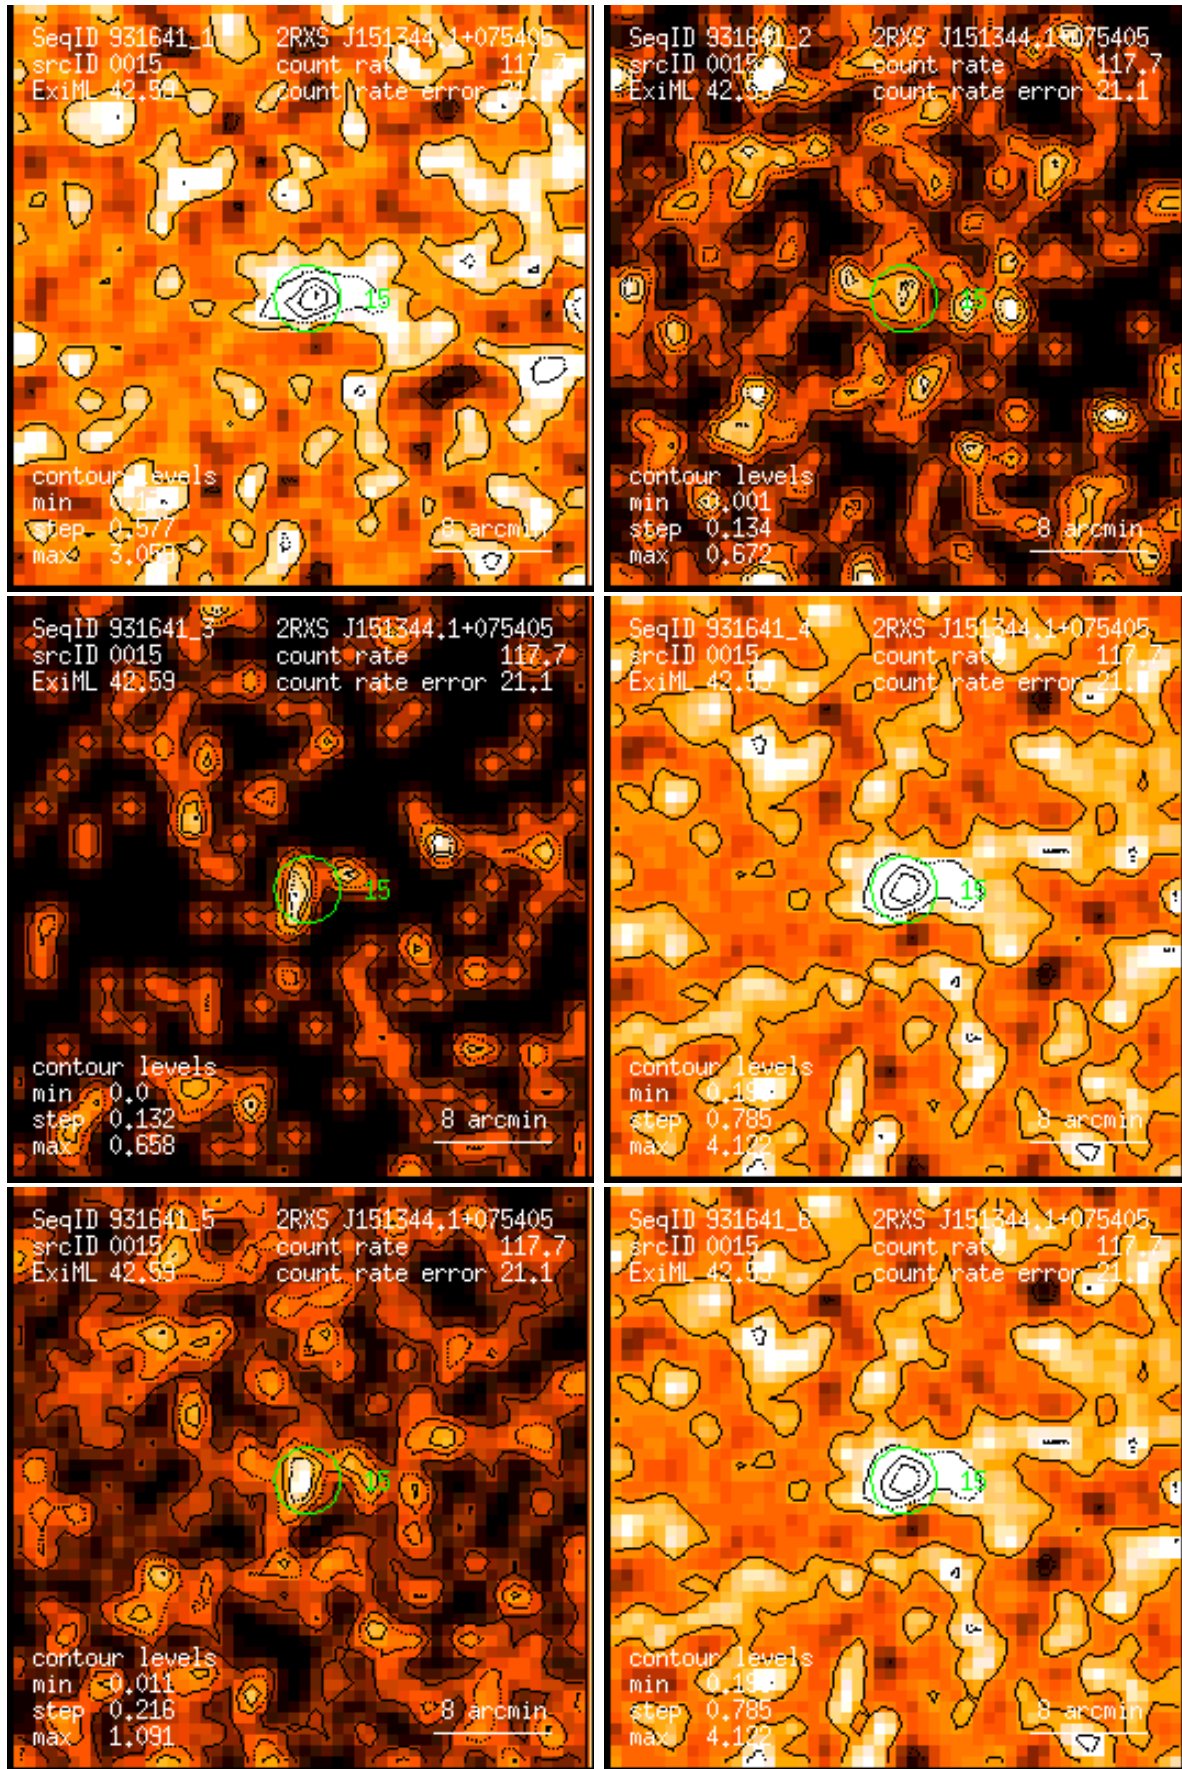 SeqID 931641_1 2RXS J151344.1+075405
srcID 0015 count rate 117.7
ExiML 42.59 count rate error 21.1
15
contour levels
min
step 0.577
max 3.059
8 arcmin
SeqID 931641_2 2RXS J151344.1+075405
srcID 0015 count rate 117.7
ExiML 42.59 count rate error 21.1
15
contour levels
min 0.001
step 0.134
max 0.672
8 arcmin
SeqID 931641_3 2RXS J151344.1+075405
srcID 0015 count rate 117.7
ExiML 42.59 count rate error 21.1
15
contour levels
min 0.0
step 0.132
max 0.658
8 arcmin
SeqID 931641_4 2RXS J151344.1+075405
srcID 0015 count rate 117.7
ExiML 42.59 count rate error 21.1
15
contour levels
min
step 0.785
max 4.122
8 arcmin
SeqID 931641_5 2RXS J151344.1+075405
srcID 0015 count rate 117.7
ExiML 42.59 count rate error 21.1
15
contour levels
min 0.011
step 0.216
max 1.091
8 arcmin
SeqID 931641_6 2RXS J151344.1+075405
srcID 0015 count rate 117.7
ExiML 42.59 count rate error 21.1
15
contour levels
min
step 0.785
max 4.122
8 arcmin